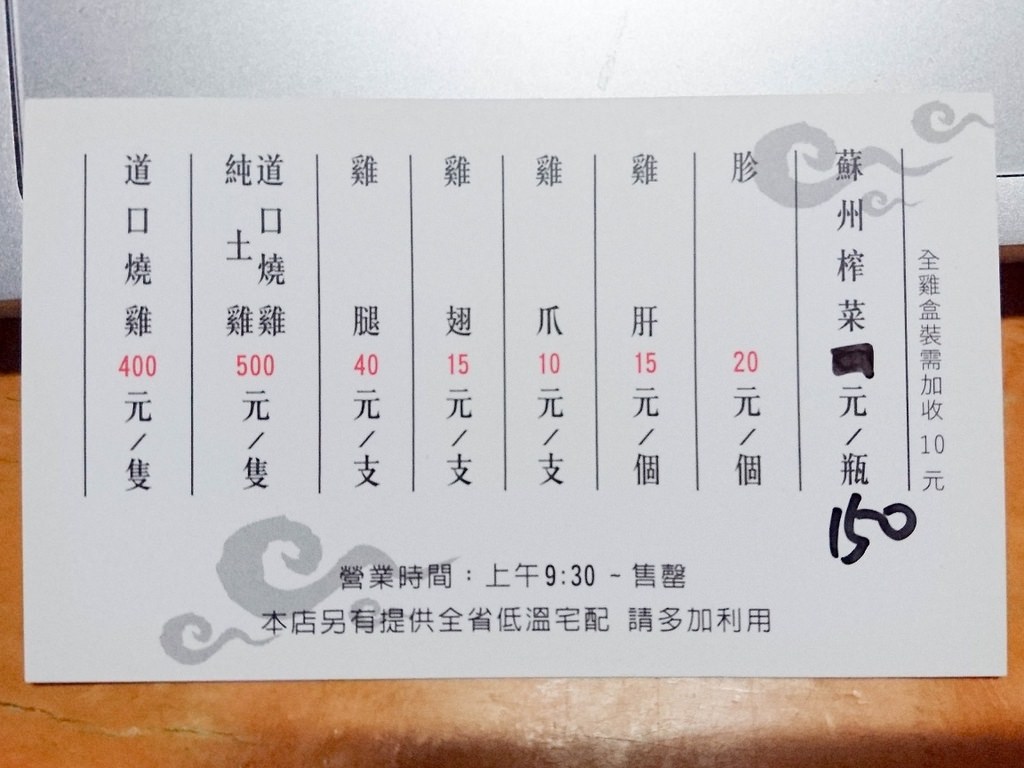 全雞盒裝需加收10元
蘇州榨菜元/瓶
150
胗20元/個
雞肝15元/個
雞爪10元/支
雞翅15元/支
雞腿40元/支
道口燒雞
純土雞500元/隻
道口燒雞400元/隻
營業時間:上午9:30 ~ 售罄
本店另有提供全省低溫宅配 請多加利用